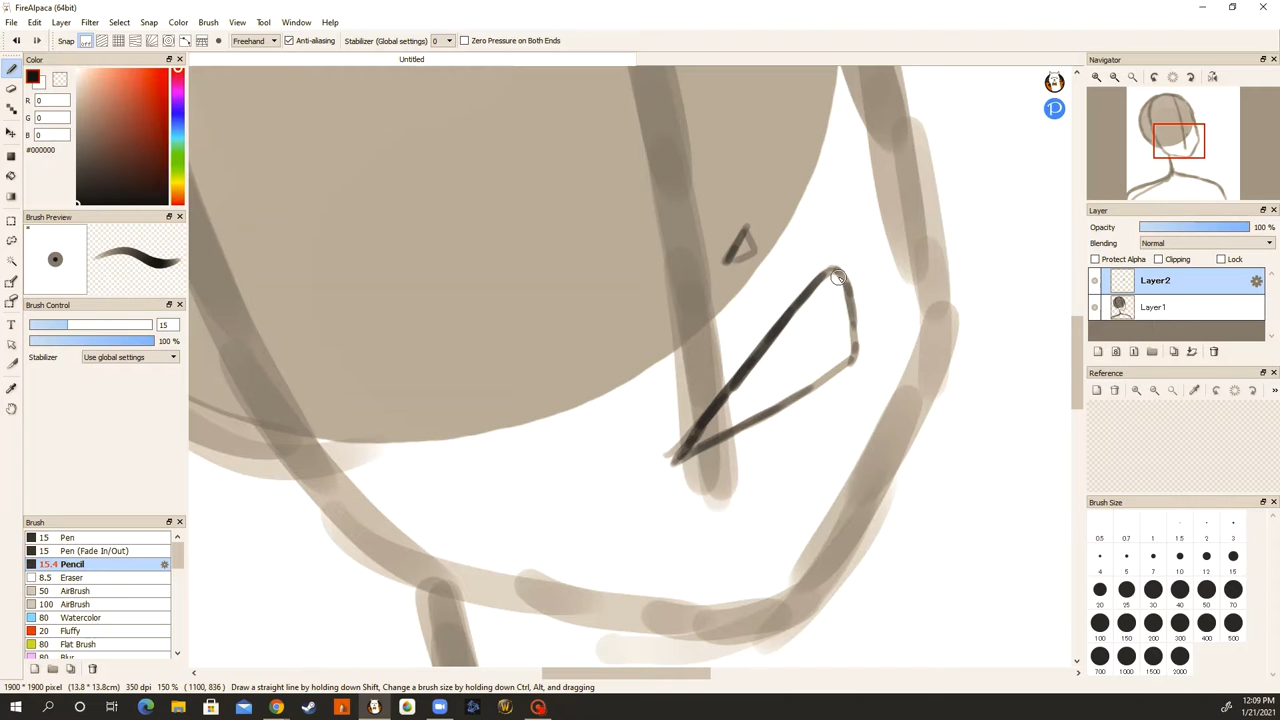 FireAlpaca (64bit)
File Edit Layer Filter Select Snap Color Brush View Tool Window Help
Snap OFF Freehand Anti-aliasing Stabilizer (Global settings) 0 Zero Pressure on Both Ends
Color
Untitled
Navigator
R 0
G 0
B 0
#000000
Brush Preview
Layer
Opacity 100 %
Blending Normal
Protect Alpha Clipping Lock
Layer2
Layer1
Brush Control
15
100 %
Stabilizer Use global settings
Reference
Brush Size
0.5 0.7 1 1.5 2 3
4 5 7 10 12 15
20 25 30 40 50 70
100 150 200 300 400 500
700 1000 1500 2000
Brush
15 Pen
15 Pen (Fade In/Out)
15.4 Pencil
8.5 Eraser
50 AirBrush
100 AirBrush
80 Watercolor
20 Fluffy
80 Flat Brush
80 Blur
1900 * 1900 pixel (13.8 * 13.8cm) 350 dpi 150 % (1100, 836) Draw a straight line by holding down Shift, Change a brush size by holding down Ctrl, Alt, and dragging
12:09 PM
1/21/2021